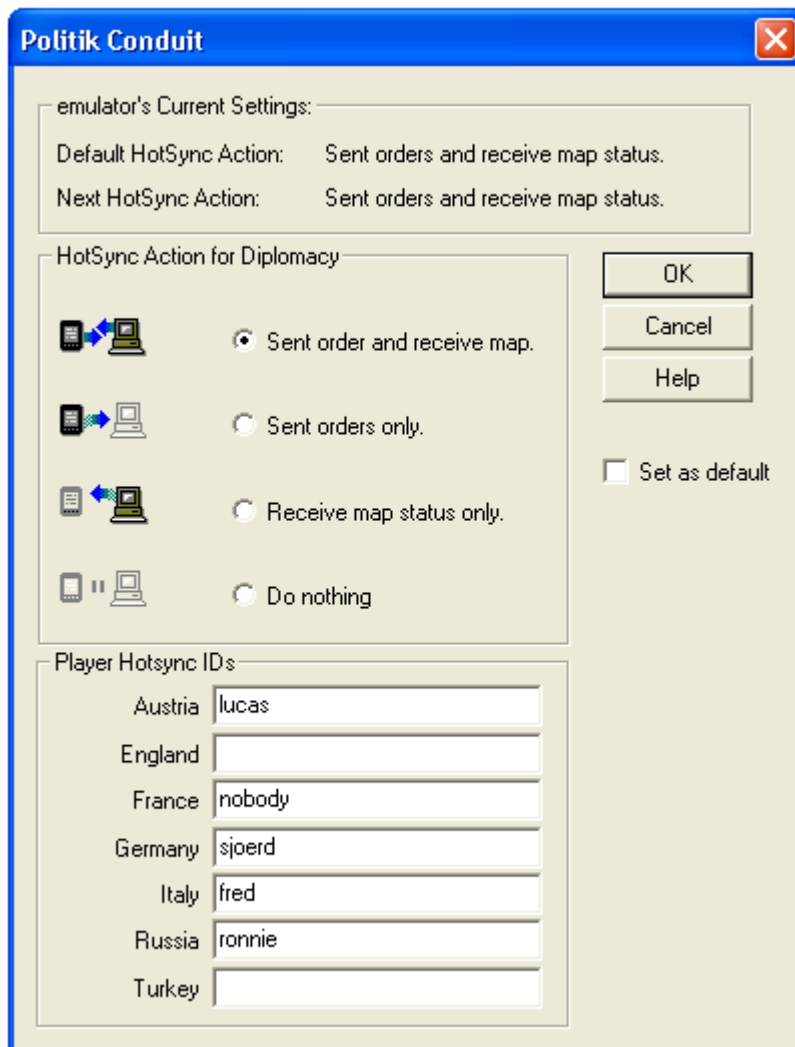 Politik Conduit
emulator's Current Settings:
Default HotSync Action: Sent orders and receive map status.
Next HotSync Action: Sent orders and receive map status.
HotSync Action for Diplomacy
Sent order and receive map.
Sent orders only.
Receive map status only.
Do nothing
OK
Cancel
Help
Set as default
Player Hotsync IDs
Austria lucas
England
France nobody
Germany sjoerd
Italy fred
Russia ronnie
Turkey